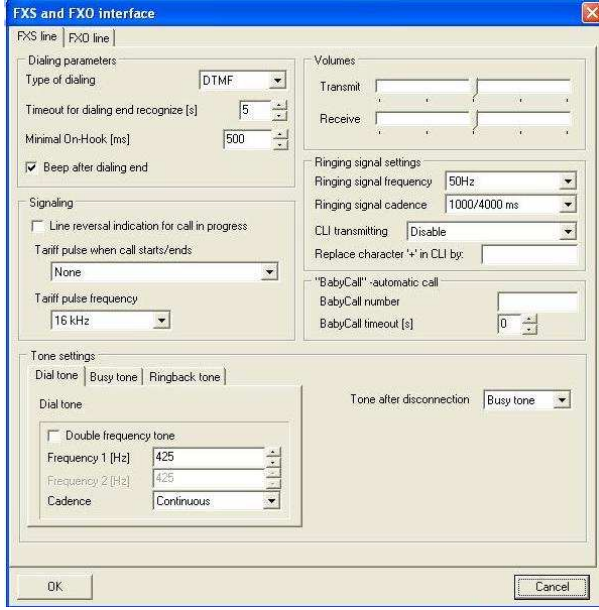 FXS and FXO interface
FXS line FXO line
Dialing parameters
Type of dialing DTMF
Timeout for dialing end recognize [s] 5
Minimal On-Hook [ms] 500
Beep after dialing end
Signaling
Line reversal indication for call in progress
Tariff pulse when call starts/ends
None
Tariff pulse frequency
16 kHz
Volumes
Transmit
Receive
Ringing signal settings
Ringing signal frequency 50Hz
Ringing signal cadence 1000/4000 ms
CLI transmitting Disable
Replace character '+' in CLI by:
"BabyCall" -automatic call
BabyCall number
BabyCall timeout [s] 0
Tone settings
Dial tone Busy tone Ringback tone
Dial tone
Double frequency tone
Frequency 1 [Hz] 425
Frequency 2 [Hz] 425
Cadence Continuous
Tone after disconnection Busy tone
OK Cancel